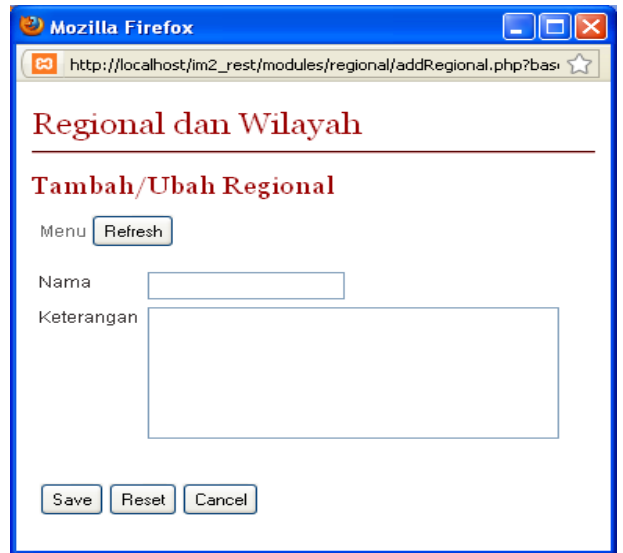 Mozilla Firefox
http://localhost/im2_rest/modules/regional/addRegional.php?bas
Regional dan Wilayah
Tambah/Ubah Regional
Menu Refresh
Nama
Keterangan
Save Reset Cancel